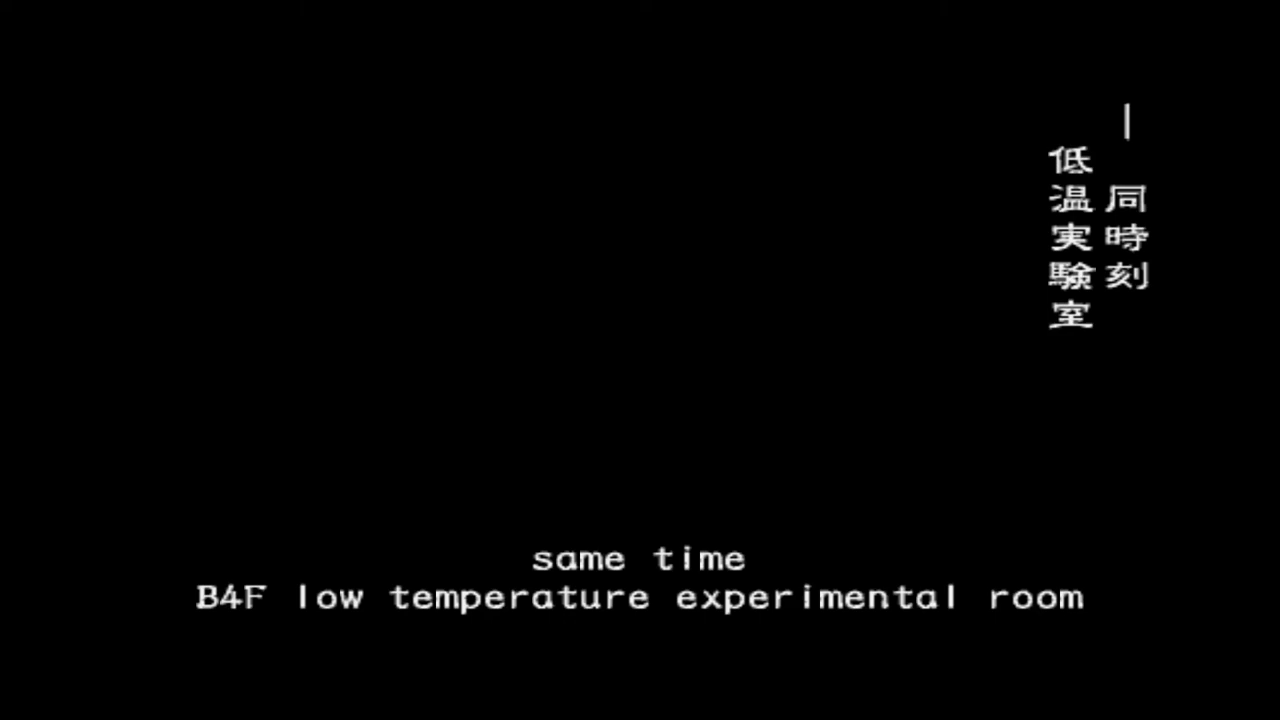 |同時刻
低温実験室
same time
B4F low temperature experimental room